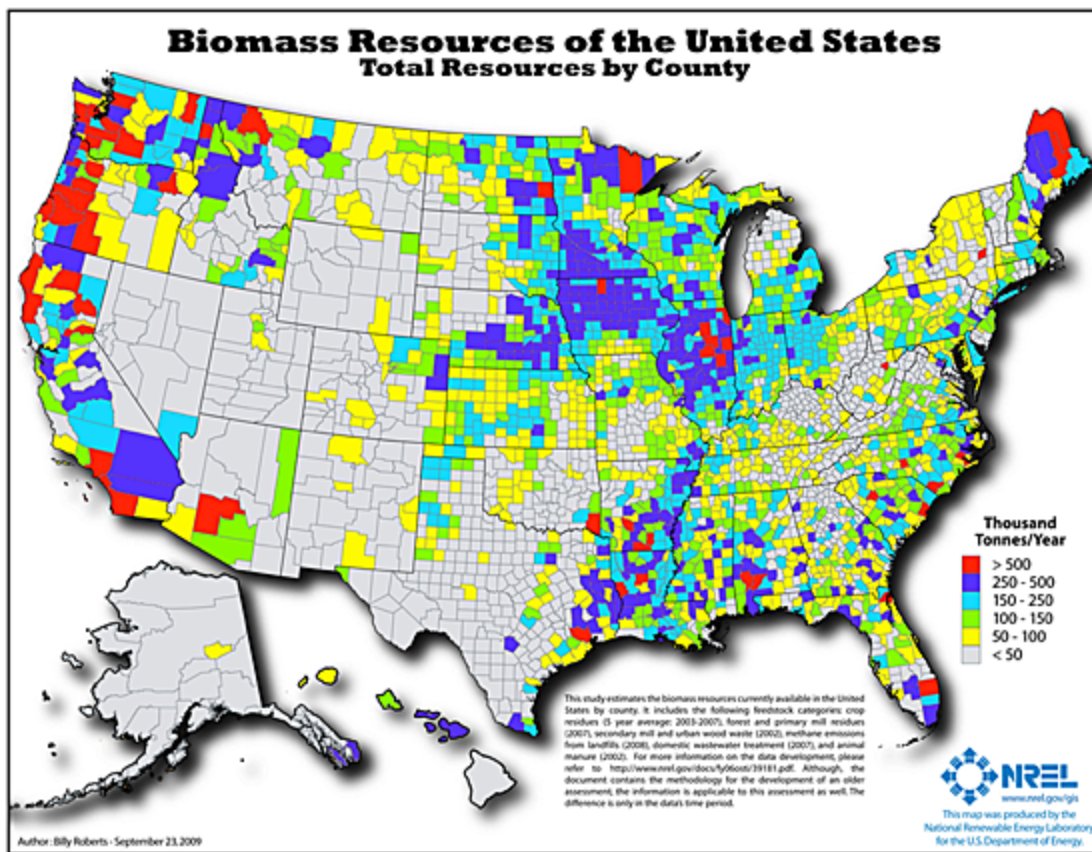 Biomass Resources of the United States
Total Resources by County
Thousand
Tonnes/Year
> 500
250 - 500
150 - 250
100 - 150
50 - 100
< 50
This study estimates the biomass resources currently available in the United
States by county. It includes the following feedstock categories: crop
residues (5 year average: 2003-2007), forest and primary mill residues
(2007), secondary mill and urban wood waste (2002), methane emissions
from landfills (2008), domestic wastewater treatment (2007), and animal
manure (2002). For more information on the data development, please
refer to http://www.nrel.gov/docs/fy06osti/39181.pdf. Although, the
document contains the methodology for the development of an older
assessment, the information is applicable to this assessment as well. The
difference is only in the data's time period.
NREL
www.nrel.gov/gis
This map was produced by the
National Renewable Energy Laboratory
for the U.S. Department of Energy.
Author : Billy Roberts - September 23, 2009